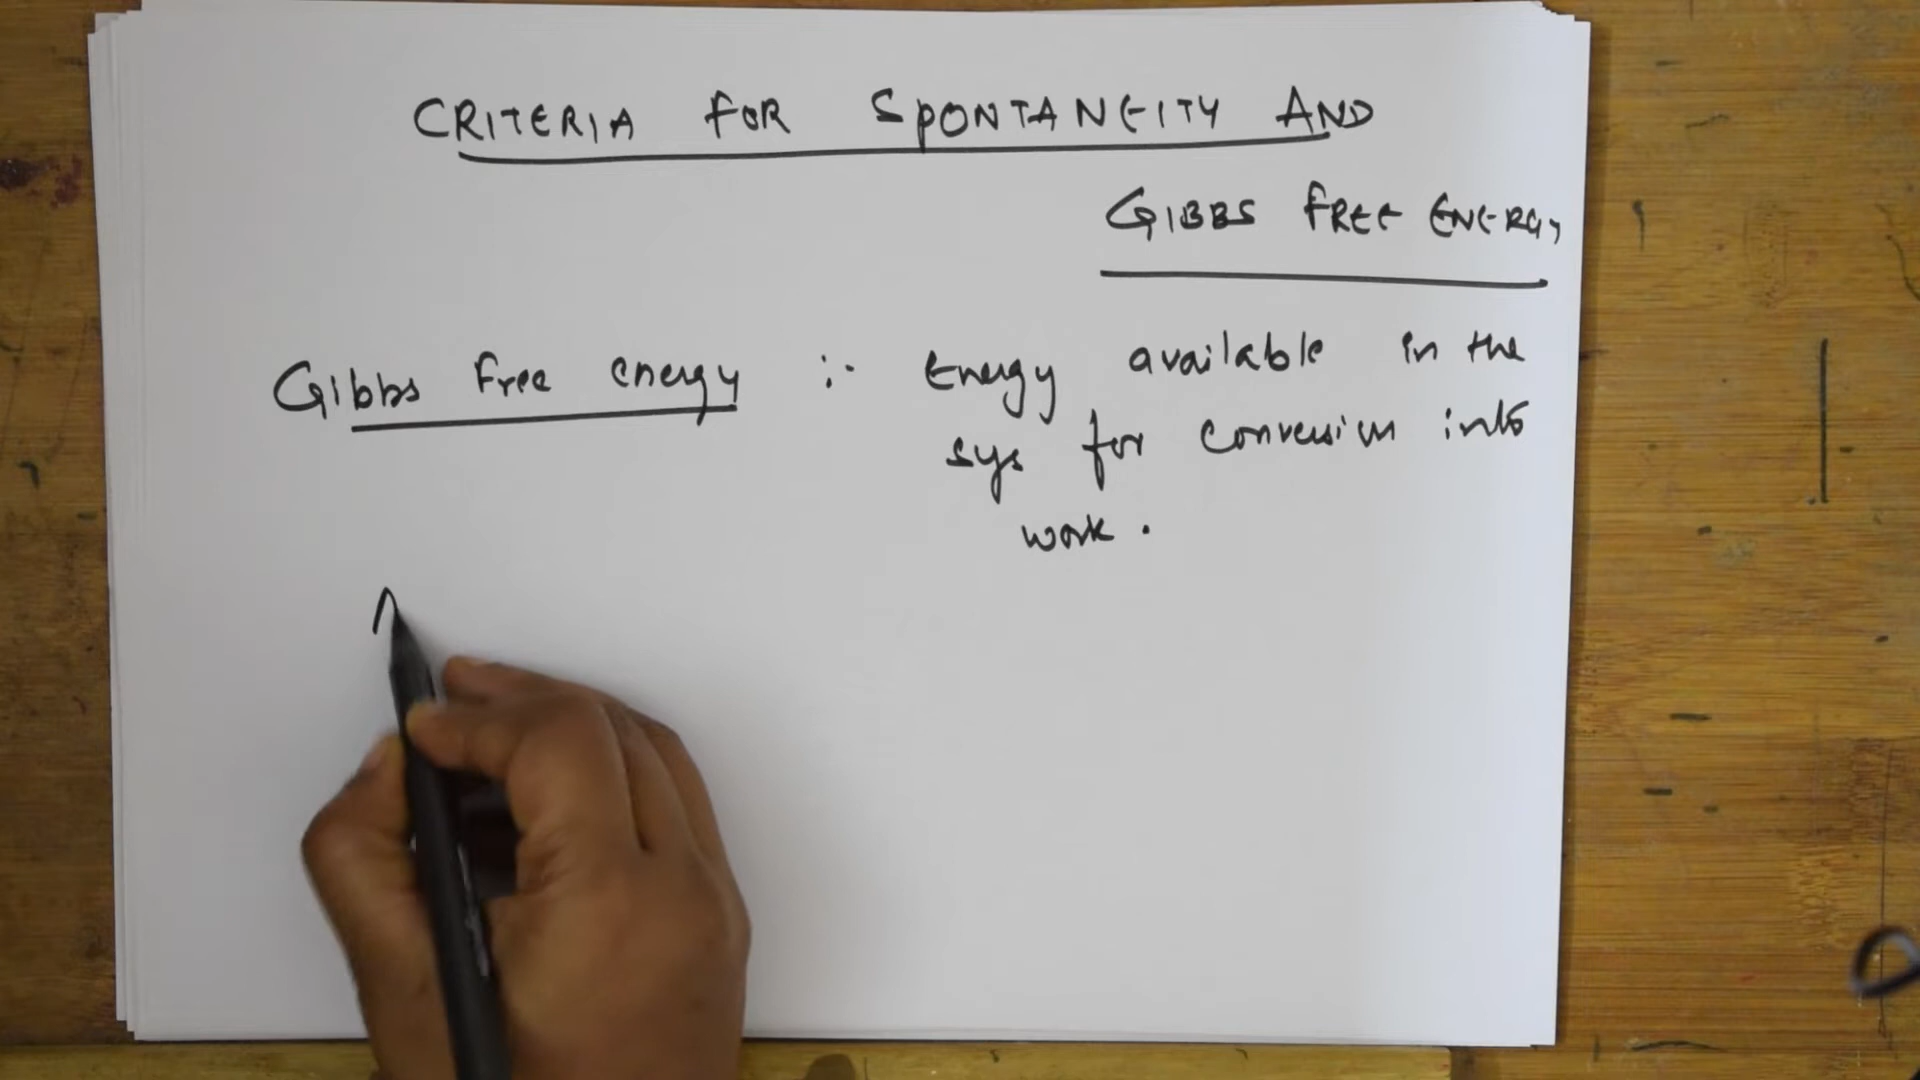 CRITERIA FOR SPONTANEITY AND
GIBBS FREE ENERGY
Gibbs free energy :- Energy available in the
sys for conversion into
work.